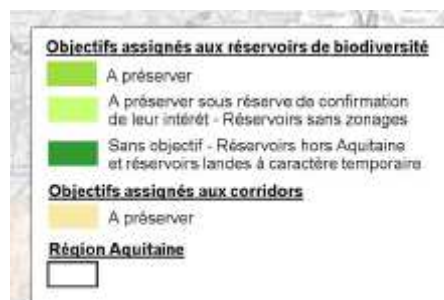 Objectifs assignés aux réservoirs de biodiversité
A préserver
A préserver sous réserve de confirmation
de leur intérêt - Réservoirs sans zonages
Sans objectif - Réservoirs hors Aquitaine
et réservoirs landes à caractère temporaire
Objectifs assignés aux corridors
A préserver
Région Aquitaine